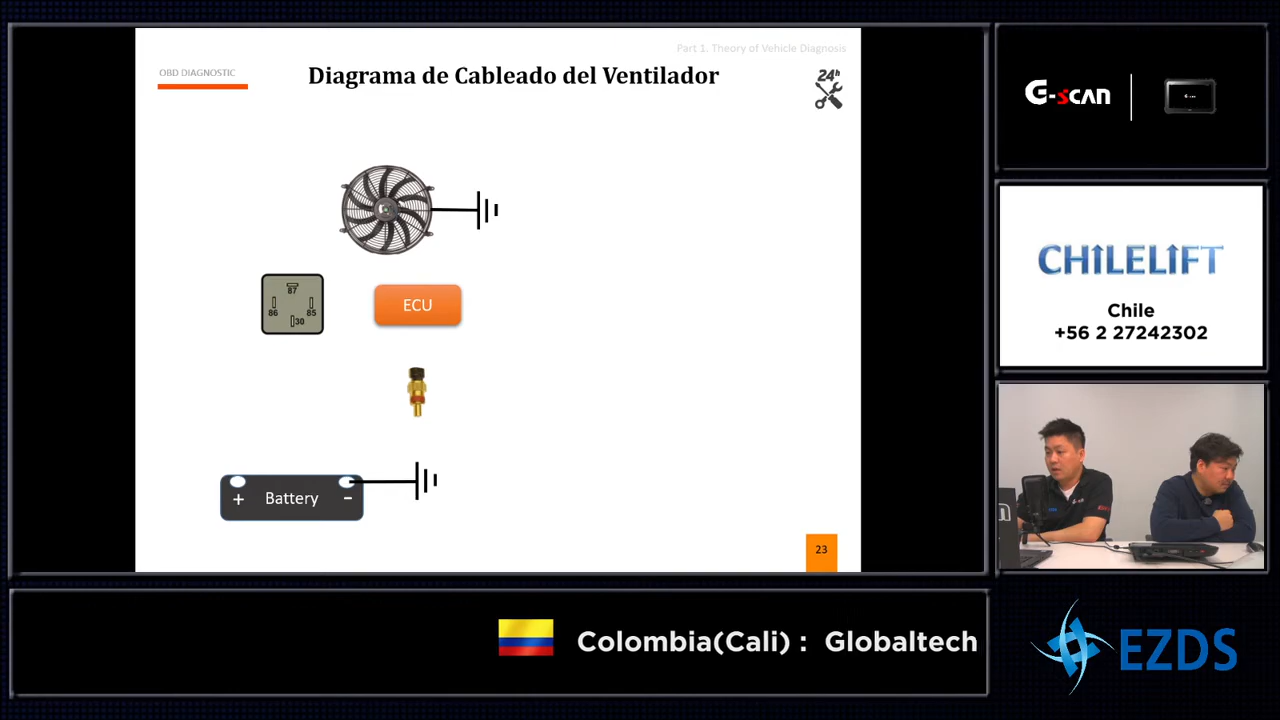 Part 1. Theory of Vehicle Diagnosis
OBD DIAGNOSTIC
Diagrama de Cableado del Ventilador
24h
87
86
85
30
ECU
+ Battery -
23
G-scan
CHILELIFT
Chile
+56 2 27242302
Colombia(Cali) : Globaltech
EZDS